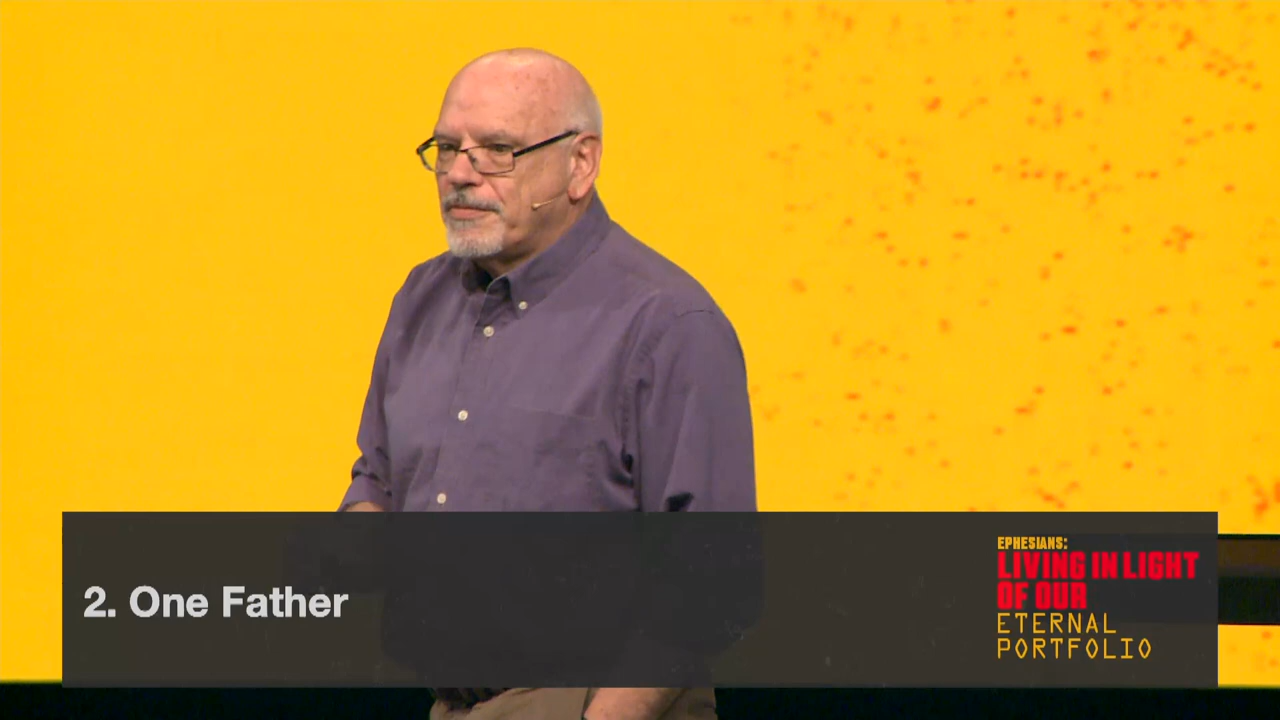 2. One Father
EPHESIANS:
LIVING IN LIGHT
OF OUR
ETERNAL
PORTFOLIO